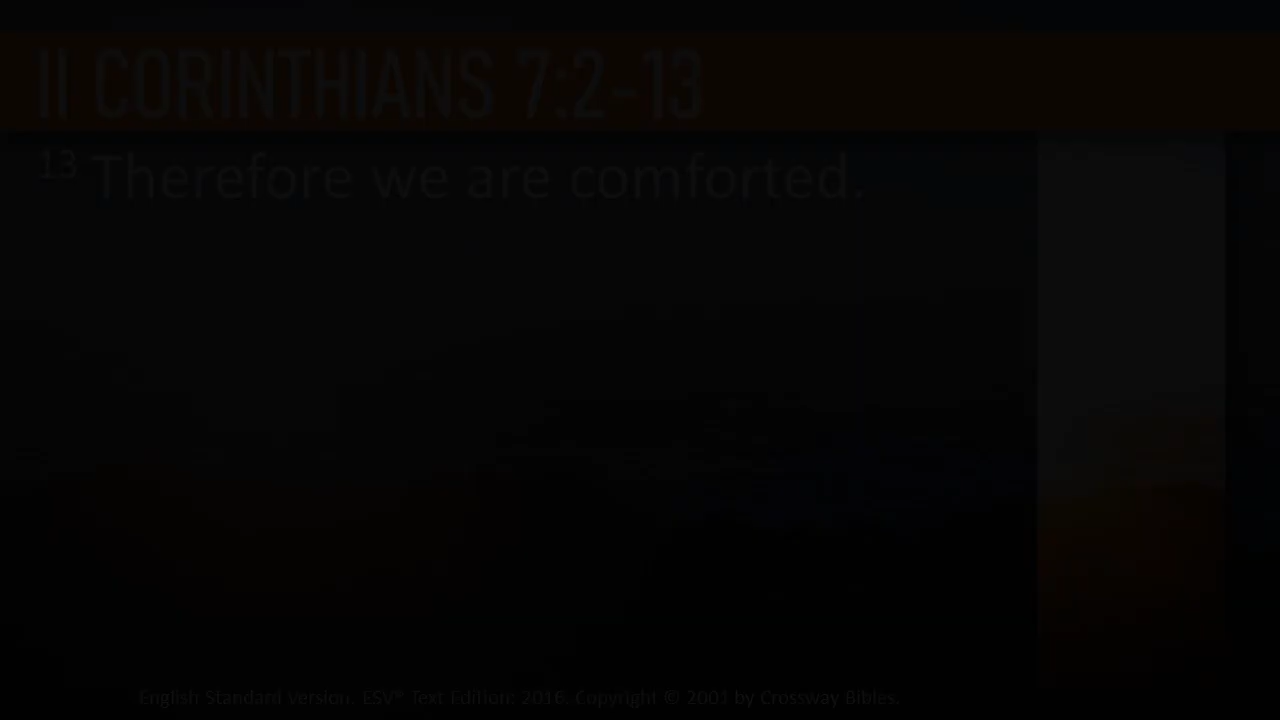 II CORINTHIANS 7:2-13
13 Therefore we are comforted.
English Standard Version. ESV® Text Edition: 2016. Copyright © 2001 by Crossway Bibles.